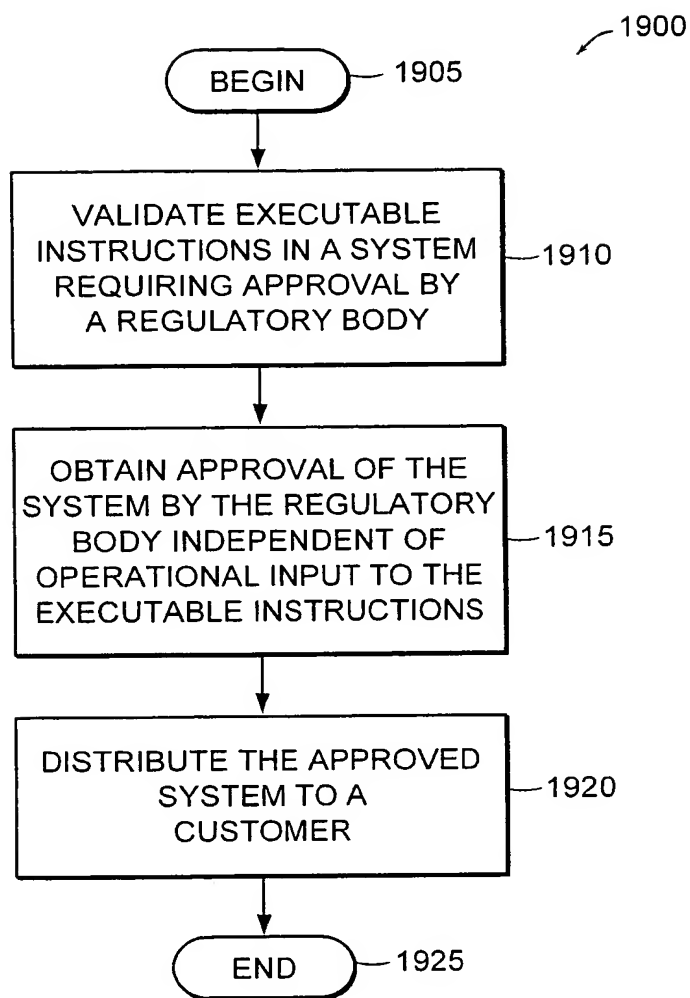 1900
BEGIN
1905
VALIDATE EXECUTABLE
INSTRUCTIONS IN A SYSTEM
REQUIRING APPROVAL BY
A REGULATORY BODY
1910
OBTAIN APPROVAL OF THE
SYSTEM BY THE REGULATORY
BODY INDEPENDENT OF
OPERATIONAL INPUT TO THE
EXECUTABLE INSTRUCTIONS
1915
DISTRIBUTE THE APPROVED
SYSTEM TO A
CUSTOMER
1920
END
1925